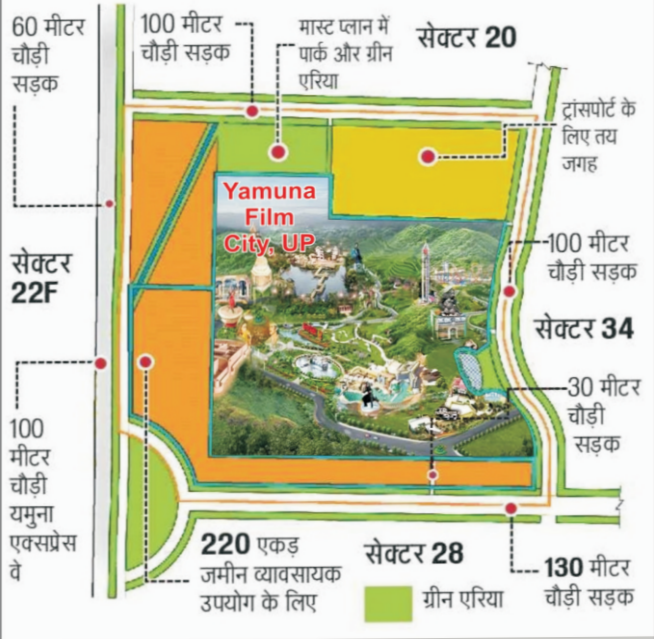 60 मीटर
चौड़ी
सड़क
100 मीटर
चौड़ी सड़क
मास्ट प्लान में
पार्क और ग्रीन
एरिया
सेक्टर 20
ट्रांसपोर्ट के
लिए तय
जगह
Yamuna
Film
City, UP
सेक्टर
22F
100 मीटर
चौड़ी सड़क
सेक्टर 34
30 मीटर
चौड़ी
सड़क
100
मीटर
चौड़ी
यमुना
एक्सप्रेस
वे
220 एकड़
जमीन व्यावसायक
उपयोग के लिए
सेक्टर 28
ग्रीन एरिया
130 मीटर
चौड़ी सड़क